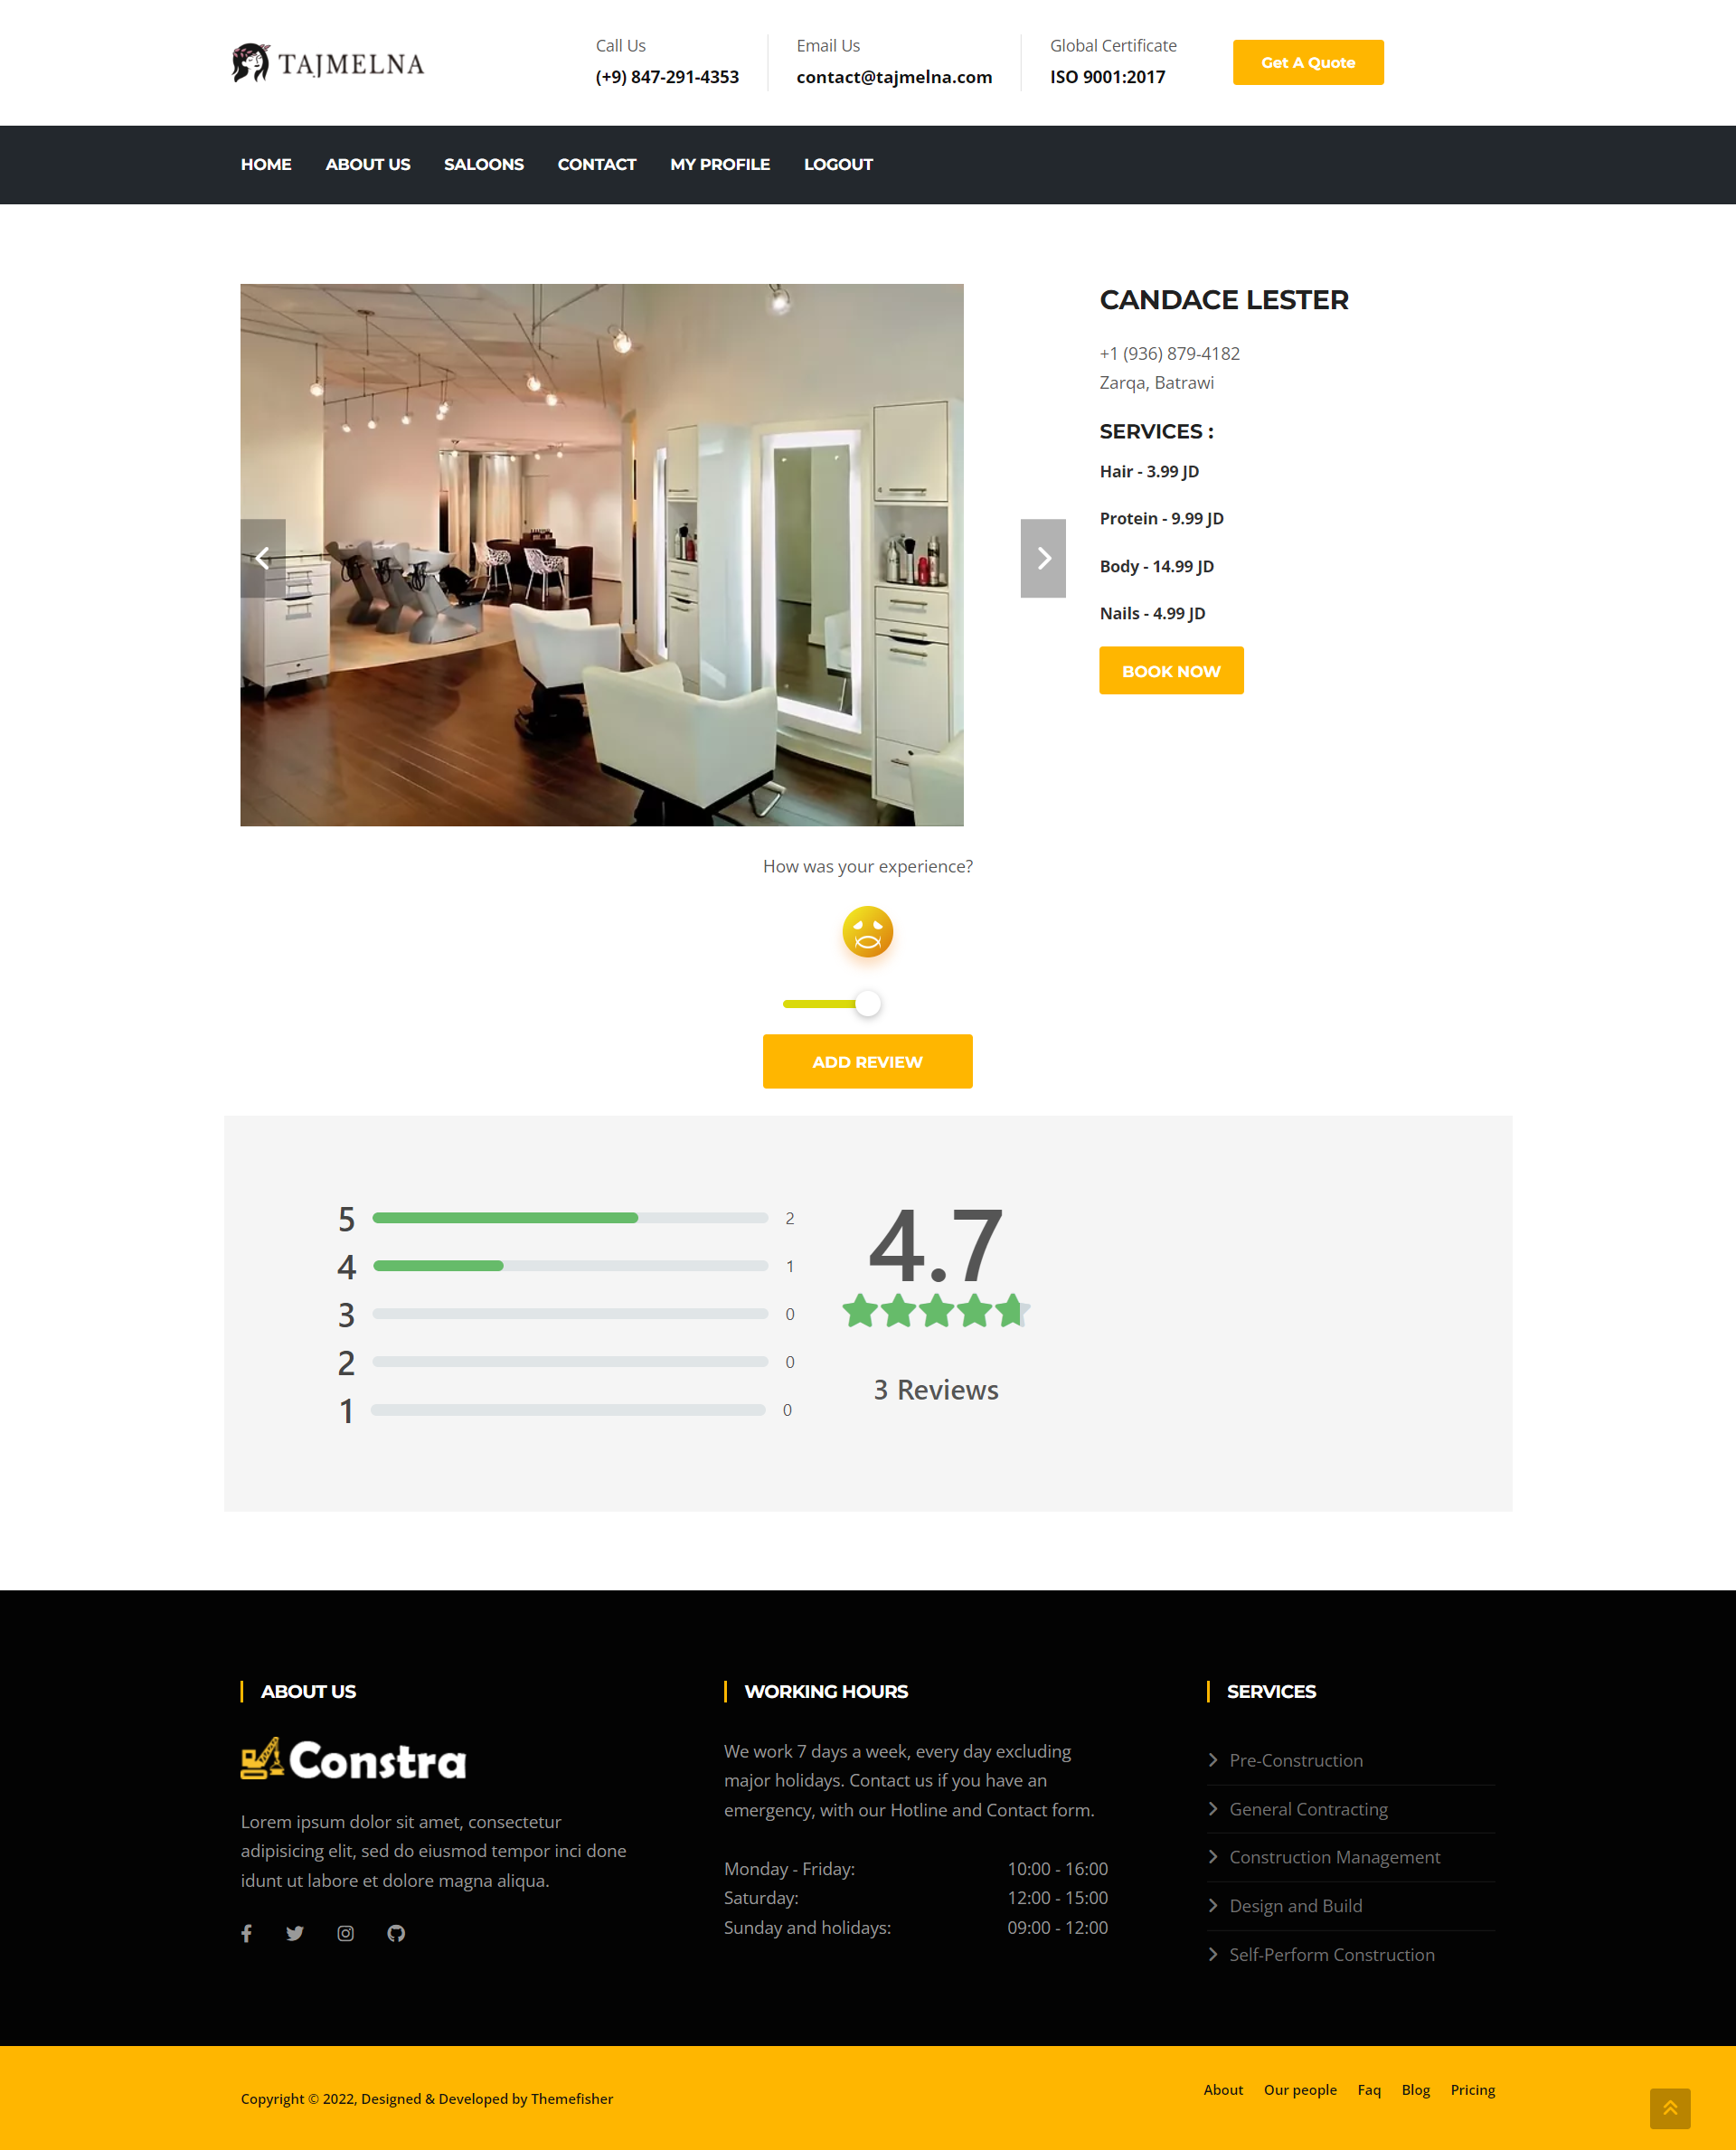 TAJMELNA
Call Us
(+9) 847-291-4353
Email Us
contact@tajmelna.com
Global Certificate
ISO 9001:2017
Get A Quote
HOME ABOUT US SALOONS CONTACT MY PROFILE LOGOUT
CANDACE LESTER
+1 (936) 879-4182
Zarqa, Batrawi
SERVICES :
Hair - 3.99 JD
Protein - 9.99 JD
Body - 14.99 JD
Nails - 4.99 JD
BOOK NOW
How was your experience?
ADD REVIEW
5 2
4 1
3 0
2 0
1 0
4.7
3 Reviews
ABOUT US
Constra
Lorem ipsum dolor sit amet, consectetur
adipisicing elit, sed do eiusmod tempor inci done
idunt ut labore et dolore magna aliqua.
WORKING HOURS
We work 7 days a week, every day excluding
major holidays. Contact us if you have an
emergency, with our Hotline and Contact form.
Monday - Friday: 10:00 - 16:00
Saturday: 12:00 - 15:00
Sunday and holidays: 09:00 - 12:00
SERVICES
Pre-Construction
General Contracting
Construction Management
Design and Build
Self-Perform Construction
Copyright © 2022, Designed & Developed by Themefisher
About Our people Faq Blog Pricing